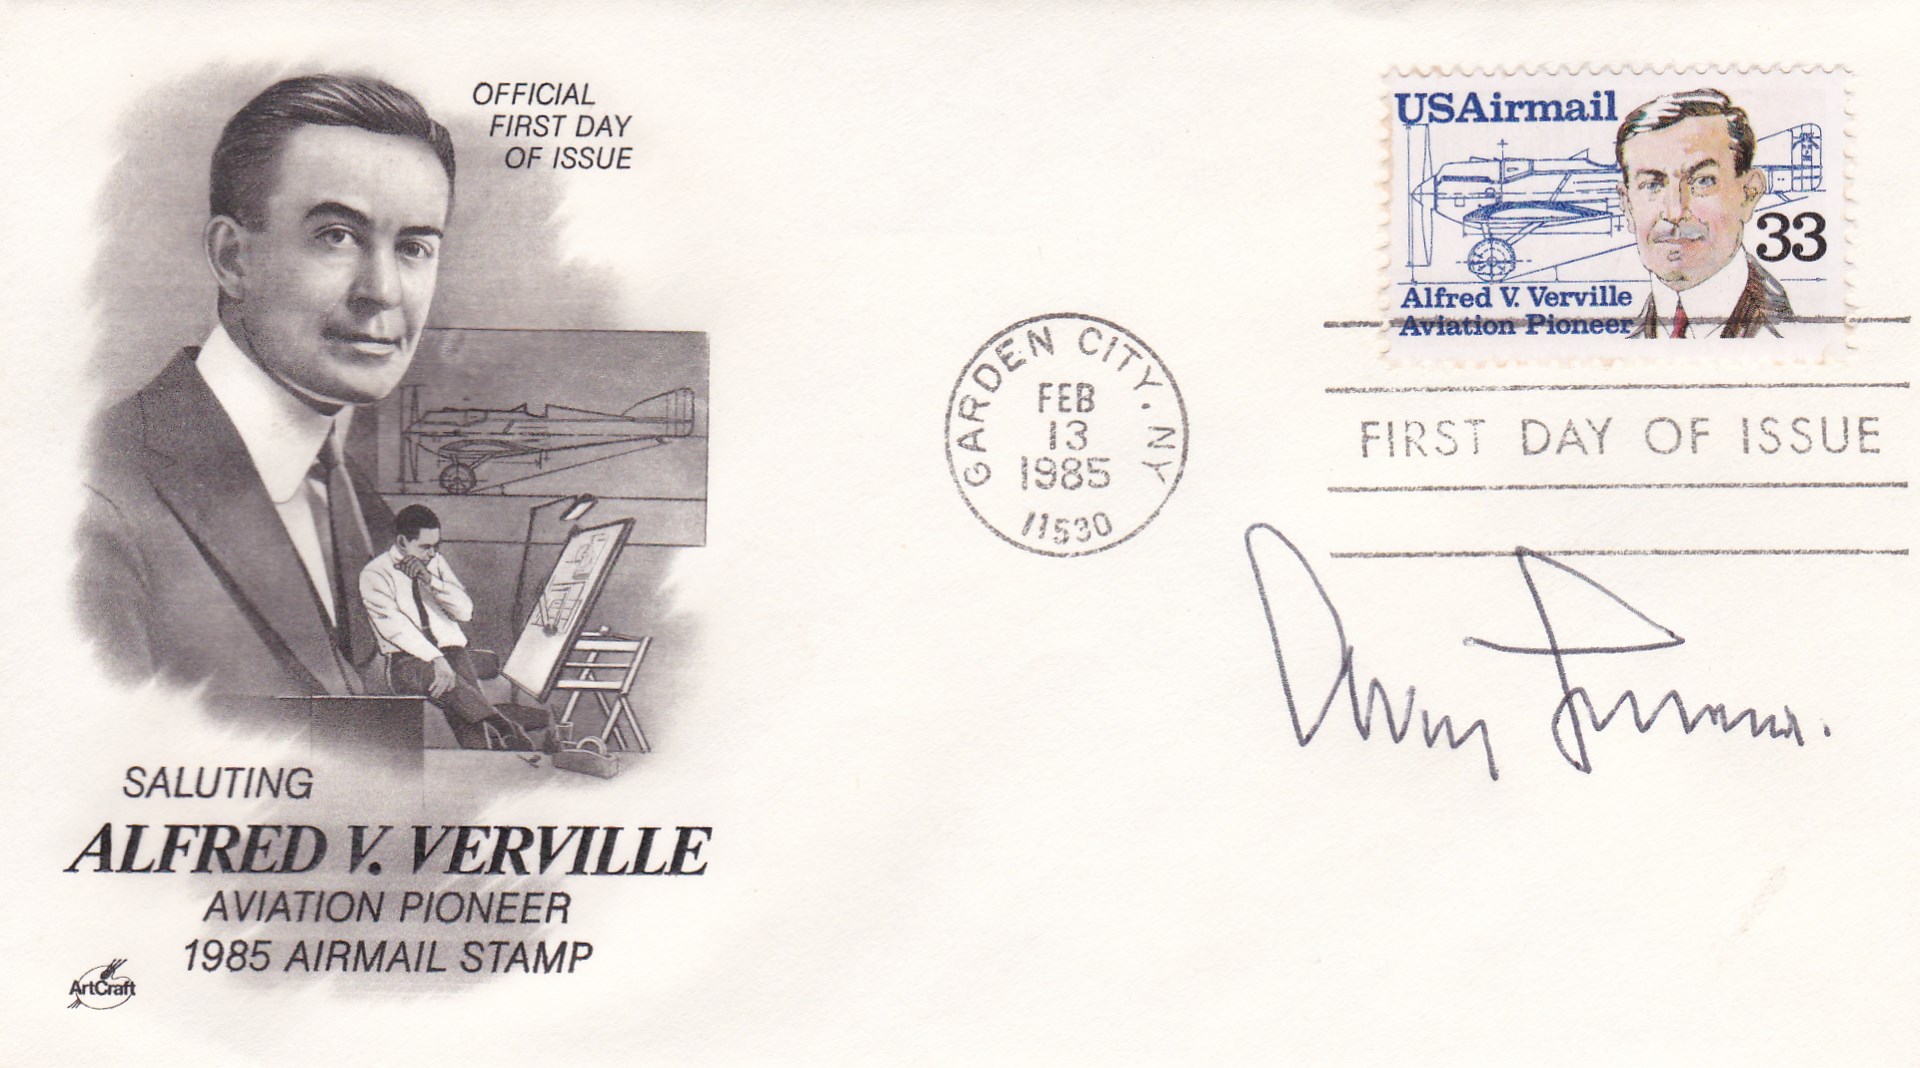 OFFICIAL
FIRST DAY
OF ISSUE
USAirmail
33
Alfred V. Verville
Aviation Pioneer
GARDEN CITY, NY
FEB
13
1985
11530
FIRST DAY OF ISSUE
SALUTING
ALFRED V. VERVILLE
AVIATION PIONEER
1985 AIRMAIL STAMP
ArtCraft